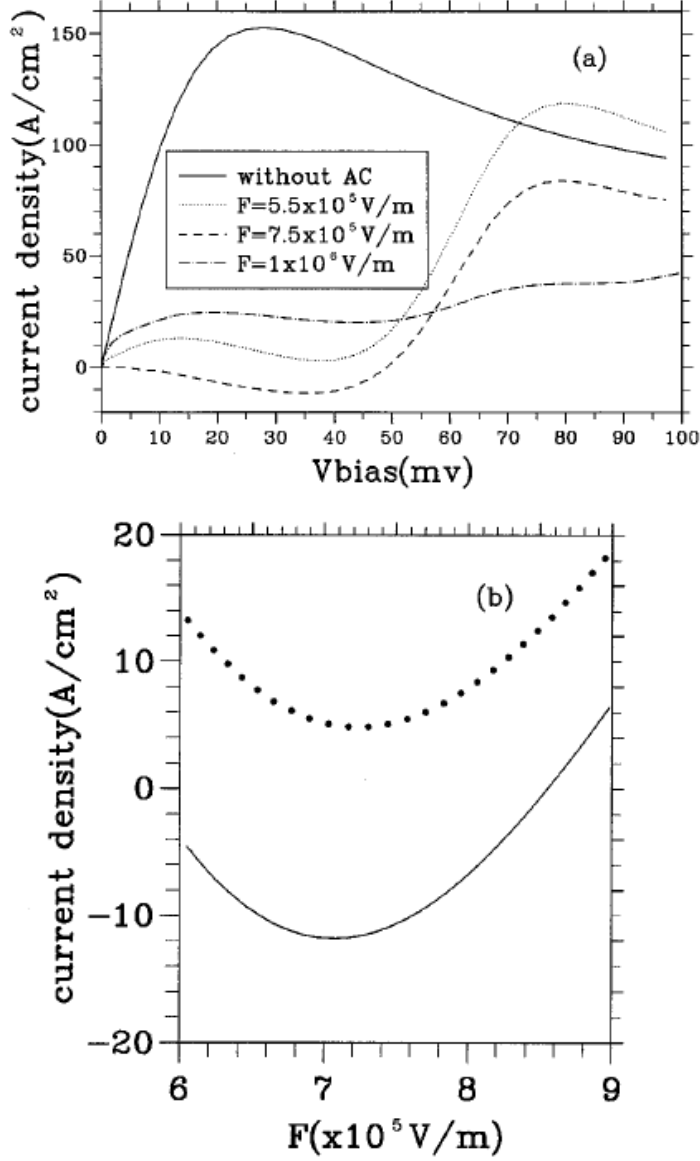 150
100
50
0
current density(A/cm²)
(a)
without AC
F=5.5x10⁵V/m
F=7.5x10⁵V/m
F=1x10⁶V/m
0 10 20 30 40 50 60 70 80 90 100
Vbias(mv)
20
10
0
−10
−20
current density(A/cm²)
(b)
6 7 8 9
F(x10⁵V/m)